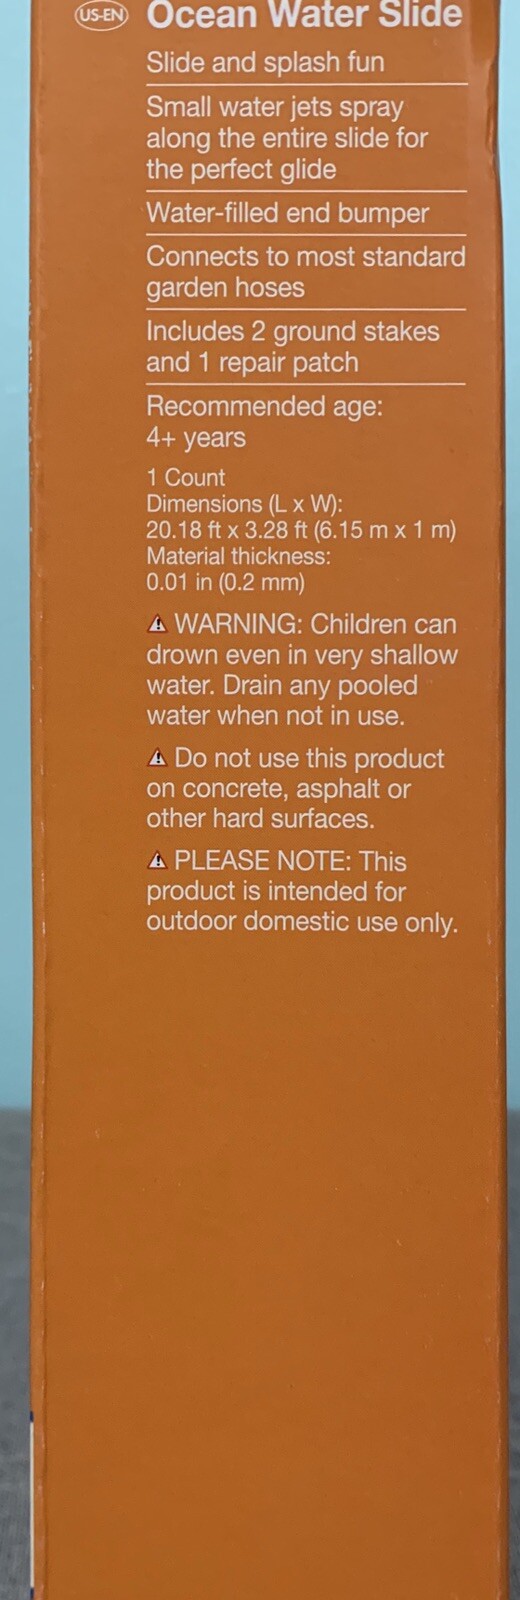 US-EN Ocean Water Slide
Slide and splash fun
Small water jets spray
along the entire slide for
the perfect glide
Water-filled end bumper
Connects to most standard
garden hoses
Includes 2 ground stakes
and 1 repair patch
Recommended age:
4+ years
1 Count
Dimensions (L x W):
20.18 ft x 3.28 ft (6.15 m x 1 m)
Material thickness:
0.01 in (0.2 mm)
WARNING: Children can
drown even in very shallow
water. Drain any pooled
water when not in use.
Do not use this product
on concrete, asphalt or
other hard surfaces.
PLEASE NOTE: This
product is intended for
outdoor domestic use only.